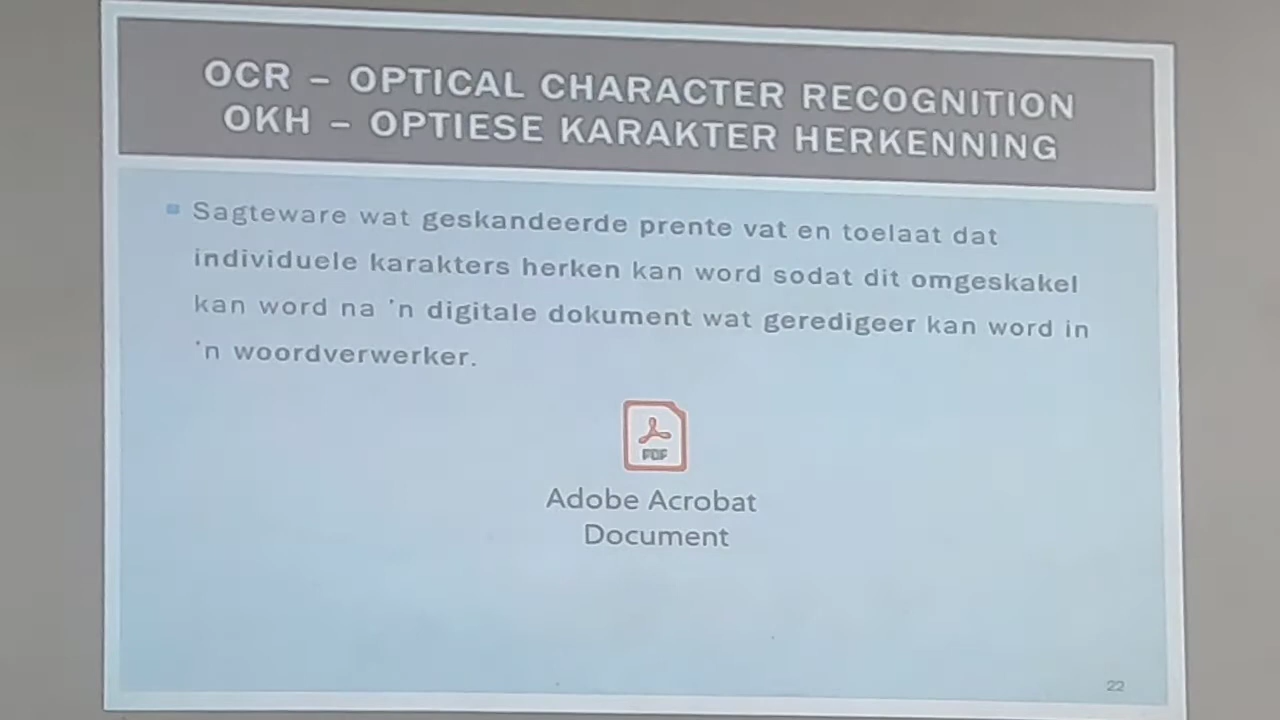 OCR – OPTICAL CHARACTER RECOGNITION
OKH – OPTIESE KARAKTER HERKENNING
Sagteware wat geskandeerde prente vat en toelaat dat
individuele karakters herken kan word sodat dit omgeskakel
kan word na 'n digitale dokument wat geredigeer kan word in
'n woordverwerker.
PDF
Adobe Acrobat
Document
22